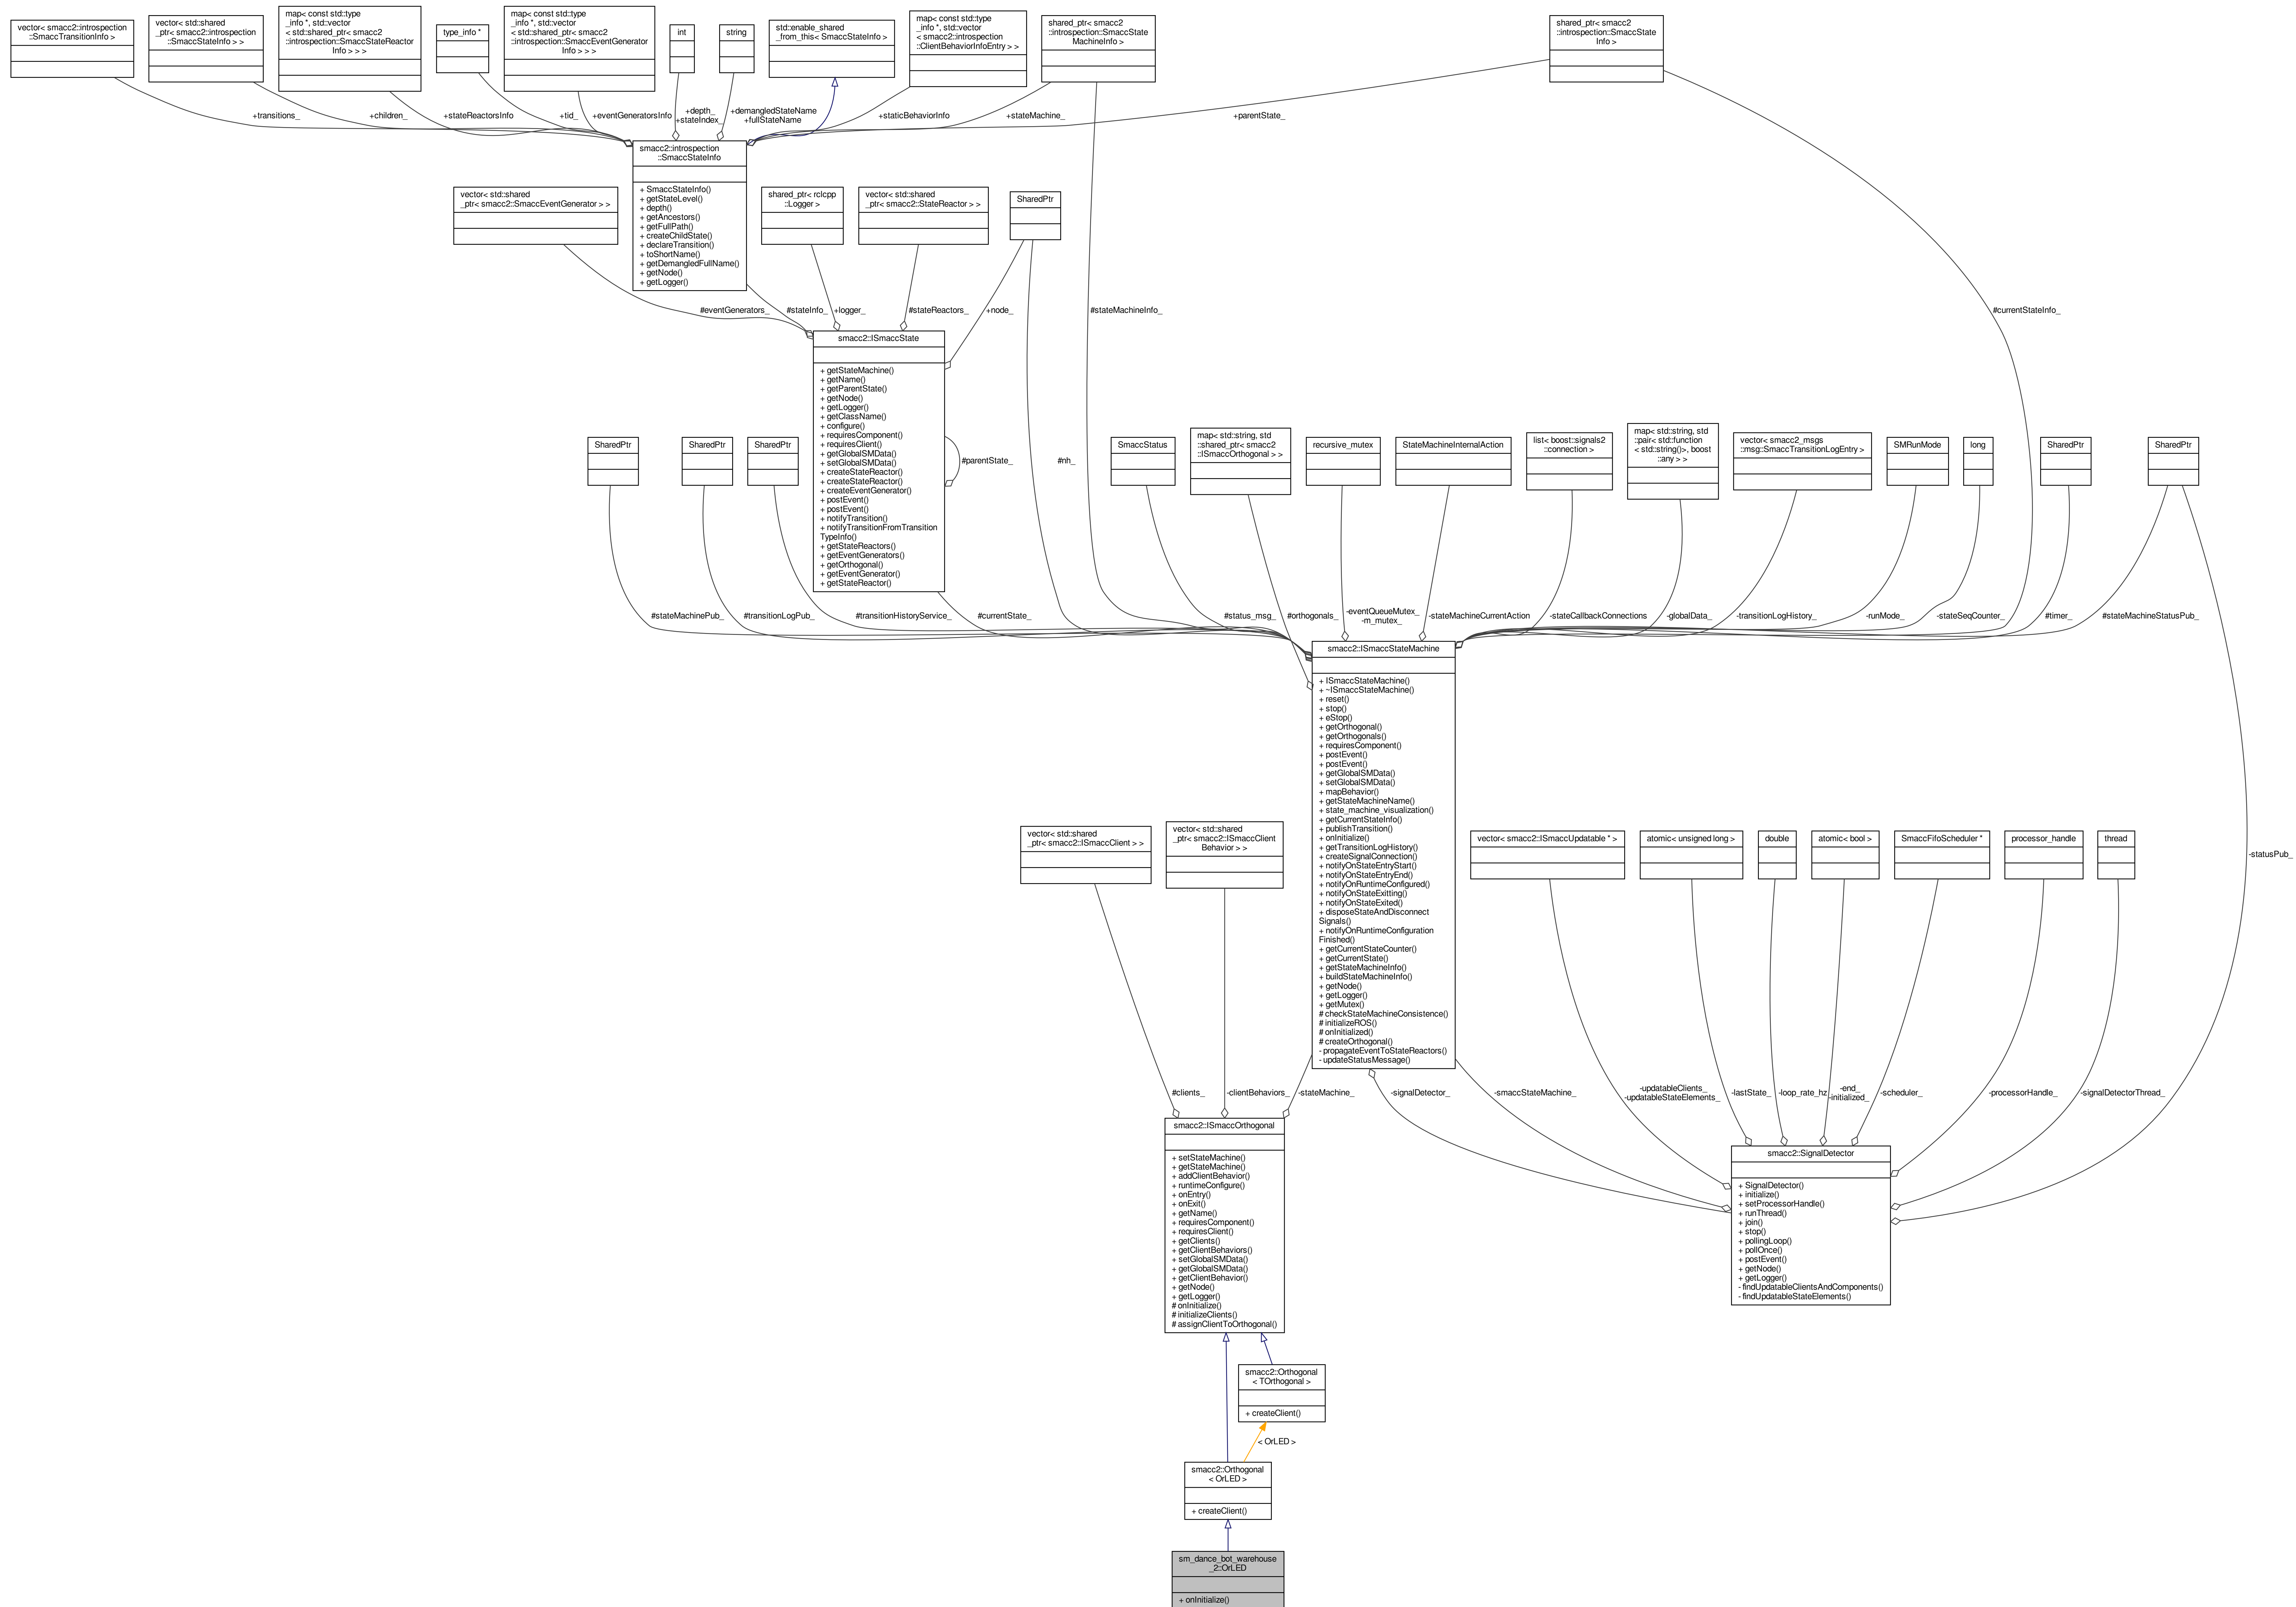 vector< smacc2::introspection
::SmaccTransitionInfo >
vector< std::shared
_ptr< smacc2::introspection
::SmaccStateInfo > >
map< const std::type
_info *, std::vector
< std::shared_ptr< smacc2
::introspection::SmaccStateReactor
Info > > >
type_info *
map< const std::type
_info *, std::vector
< std::shared_ptr< smacc2
::introspection::SmaccEventGenerator
Info > > >
int
string
std::enable_shared
_from_this< SmaccStateInfo >
map< const std::type
_info *, std::vector
< smacc2::introspection
::ClientBehaviorInfoEntry > >
shared_ptr< smacc2
::introspection::SmaccState
MachineInfo >
shared_ptr< smacc2
::introspection::SmaccState
Info >
+transitions_
+children_
+stateReactorsInfo
+tid_
+eventGeneratorsInfo
+depth_
+stateIndex_
+demangledStateName
+fullStateName
+staticBehaviorInfo
+stateMachine_
+parentState_
smacc2::introspection
::SmaccStateInfo
+ SmaccStateInfo()
+ getStateLevel()
+ depth()
+ getAncestors()
+ getFullPath()
+ createChildState()
+ declareTransition()
+ toShortName()
+ getDemangledFullName()
+ getNode()
+ getLogger()
vector< std::shared
_ptr< smacc2::SmaccEventGenerator > >
shared_ptr< rclcpp
::Logger >
vector< std::shared
_ptr< smacc2::StateReactor > >
SharedPtr
#eventGenerators_
#stateInfo_
+logger_
#stateReactors_
+node_
#stateMachineInfo_
#currentStateInfo_
smacc2::ISmaccState
+ getStateMachine()
+ getName()
+ getParentState()
+ getNode()
+ getLogger()
+ getClassName()
+ configure()
+ requiresComponent()
+ requiresClient()
+ getGlobalSMData()
+ setGlobalSMData()
+ createStateReactor()
+ createStateReactor()
+ createEventGenerator()
+ postEvent()
+ postEvent()
+ notifyTransition()
+ notifyTransitionFromTransition
TypeInfo()
+ getStateReactors()
+ getEventGenerators()
+ getOrthogonal()
+ getEventGenerator()
+ getStateReactor()
#parentState_
#nh_
SharedPtr
SharedPtr
SharedPtr
SmaccStatus
map< std::string, std
::shared_ptr< smacc2
::ISmaccOrthogonal > >
recursive_mutex
StateMachineInternalAction
list< boost::signals2
::connection >
map< std::string, std
::pair< std::function
< std::string()>, boost
::any > >
vector< smacc2_msgs
::msg::SmaccTransitionLogEntry >
SMRunMode
long
SharedPtr
SharedPtr
#stateMachinePub_
#transitionLogPub_
#transitionHistoryService_
#currentState_
#status_msg_
#orthogonals_
-eventQueueMutex_
-m_mutex_
-stateMachineCurrentAction
-stateCallbackConnections
-globalData_
-transitionLogHistory_
-runMode_
-stateSeqCounter_
#timer_
#stateMachineStatusPub_
smacc2::ISmaccStateMachine
+ ISmaccStateMachine()
+ ~ISmaccStateMachine()
+ reset()
+ stop()
+ eStop()
+ getOrthogonal()
+ getOrthogonals()
+ requiresComponent()
+ postEvent()
+ postEvent()
+ getGlobalSMData()
+ setGlobalSMData()
+ mapBehavior()
+ getStateMachineName()
+ state_machine_visualization()
+ getCurrentStateInfo()
+ publishTransition()
+ onInitialize()
+ getTransitionLogHistory()
+ createSignalConnection()
+ notifyOnStateEntryStart()
+ notifyOnStateEntryEnd()
+ notifyOnRuntimeConfigured()
+ notifyOnStateExitting()
+ notifyOnStateExited()
+ disposeStateAndDisconnect
Signals()
+ notifyOnRuntimeConfiguration
Finished()
+ getCurrentStateCounter()
+ getCurrentState()
+ getStateMachineInfo()
+ buildStateMachineInfo()
+ getNode()
+ getLogger()
+ getMutex()
# checkStateMachineConsistence()
# initializeROS()
# onInitialized()
# createOrthogonal()
- propagateEventToStateReactors()
- updateStatusMessage()
vector< std::shared
_ptr< smacc2::ISmaccClient > >
vector< std::shared
_ptr< smacc2::ISmaccClient
Behavior > >
vector< smacc2::ISmaccUpdatable * >
atomic< unsigned long >
double
atomic< bool >
SmaccFifoScheduler *
processor_handle
thread
-statusPub_
#clients_
-clientBehaviors_
-stateMachine_
-signalDetector_
-smaccStateMachine_
-updatableClients_
-updatableStateElements_
-lastState_
-loop_rate_hz
-end_
-initialized_
-scheduler_
-processorHandle_
-signalDetectorThread_
smacc2::ISmaccOrthogonal
+ setStateMachine()
+ getStateMachine()
+ addClientBehavior()
+ runtimeConfigure()
+ onEntry()
+ onExit()
+ getName()
+ requiresComponent()
+ requiresClient()
+ getClients()
+ getClientBehaviors()
+ setGlobalSMData()
+ getGlobalSMData()
+ getClientBehavior()
+ getNode()
+ getLogger()
# onInitialize()
# initializeClients()
# assignClientToOrthogonal()
smacc2::SignalDetector
+ SignalDetector()
+ initialize()
+ setProcessorHandle()
+ runThread()
+ join()
+ stop()
+ pollingLoop()
+ pollOnce()
+ postEvent()
+ getNode()
+ getLogger()
- findUpdatableClientsAndComponents()
- findUpdatableStateElements()
smacc2::Orthogonal
< TOrthogonal >
+ createClient()
< OrLED >
smacc2::Orthogonal
< OrLED >
+ createClient()
sm_dance_bot_warehouse
_2::OrLED
+ onInitialize()